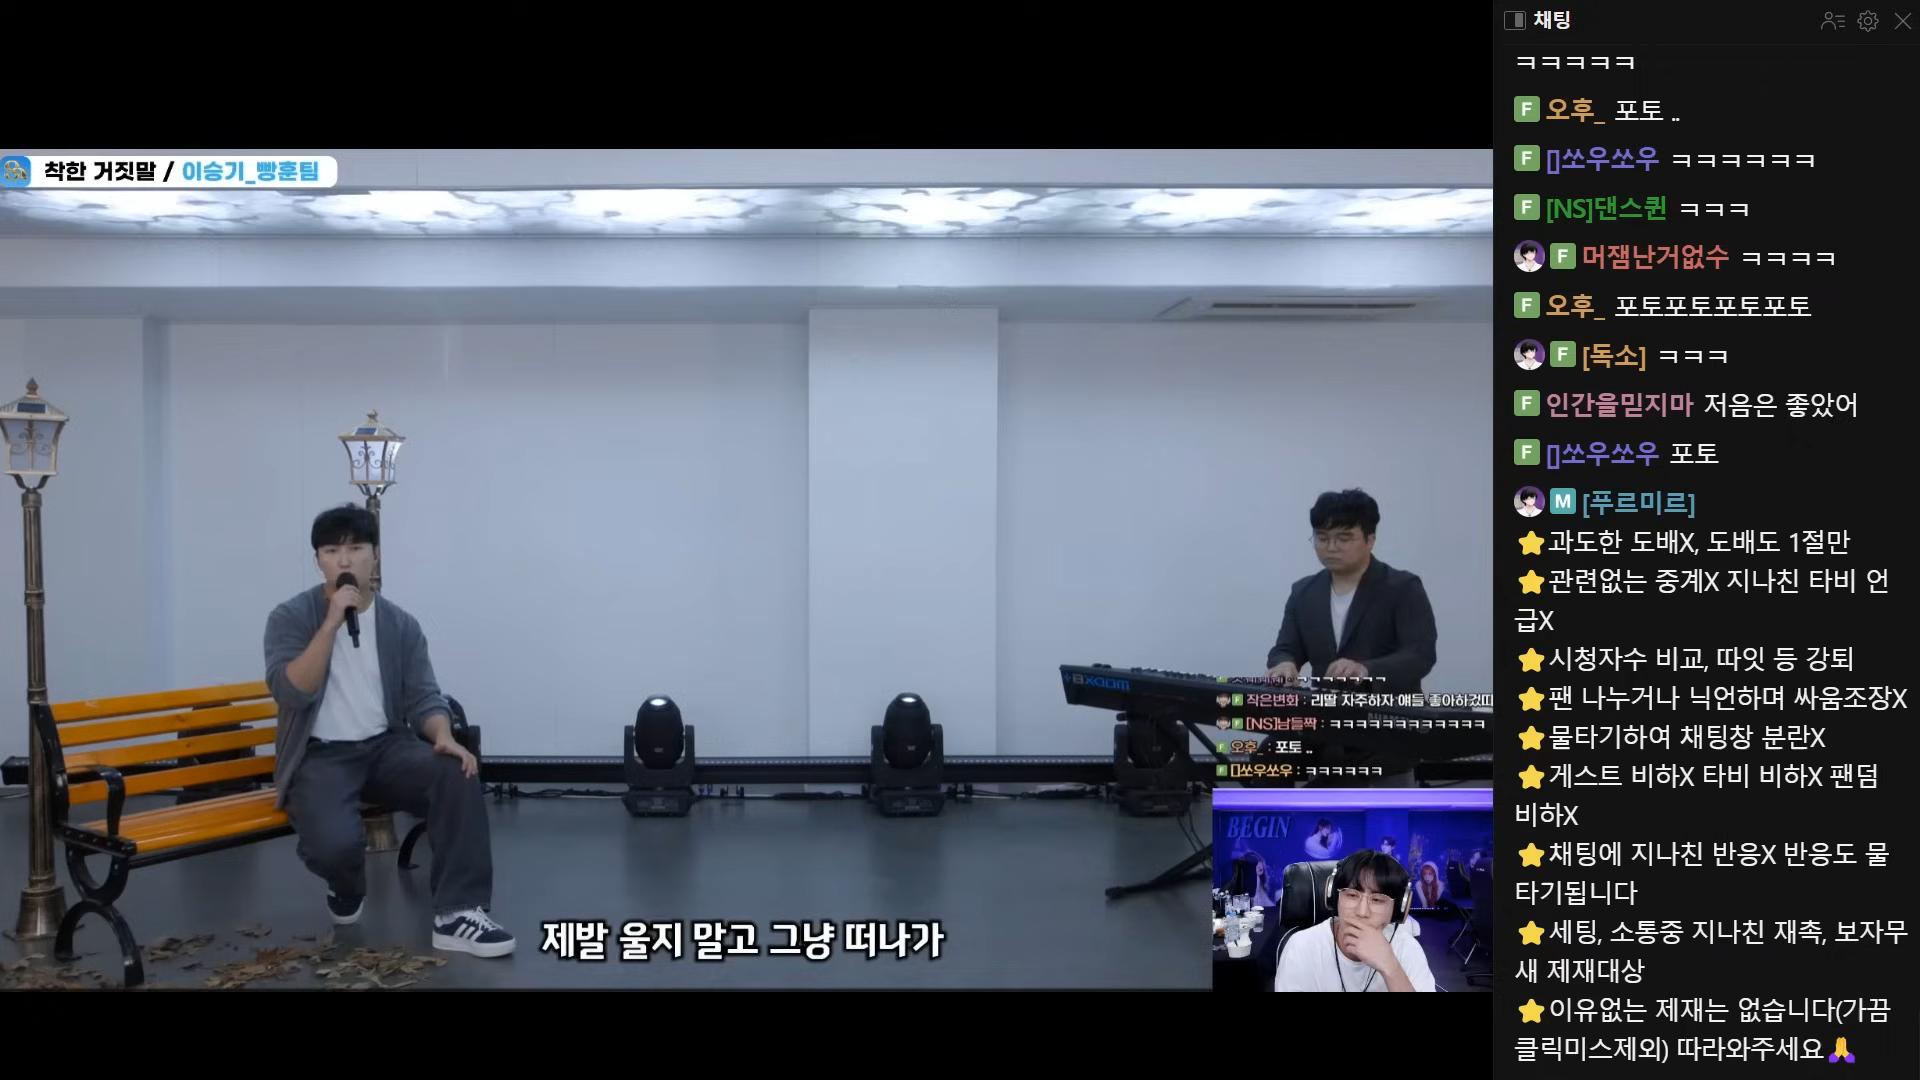 착한 거짓말 / 이승기_빵훈팀
제발 울지 말고 그냥 떠나가
작은변화 : 리딸 자주하자 얘들 좋아하겠따
[NS]남들짝 : ㅋㅋㅋㅋㅋㅋㅋㅋㅋㅋㅋㅋㅋ
오후_ : 포토 ..
[]쏘우쏘우 : ㅋㅋㅋㅋㅋㅋ
BEGIN
채팅
ㅋㅋㅋㅋㅋ
F 오후_ 포토 ..
F []쏘우쏘우 ㅋㅋㅋㅋㅋㅋ
F [NS]댄스퀸 ㅋㅋㅋ
F 머잼난거없수 ㅋㅋㅋㅋ
F 오후_ 포토포토포토포토
F [독소] ㅋㅋㅋ
F 인간을믿지마 저음은 좋았어
F []쏘우쏘우 포토
M [푸르미르]
⭐과도한 도배X, 도배도 1절만
⭐관련없는 중계X 지나친 타비 언
급X
⭐시청자수 비교, 따잇 등 강퇴
⭐팬 나누거나 닉언하며 싸움조장X
⭐물타기하여 채팅창 분란X
⭐게스트 비하X 타비 비하X 팬덤
비하X
⭐채팅에 지나친 반응X 반응도 물
타기됩니다
⭐세팅, 소통중 지나친 재촉, 보자무
새 제재대상
⭐이유없는 제재는 없습니다(가끔
클릭미스제외) 따라와주세요🙏